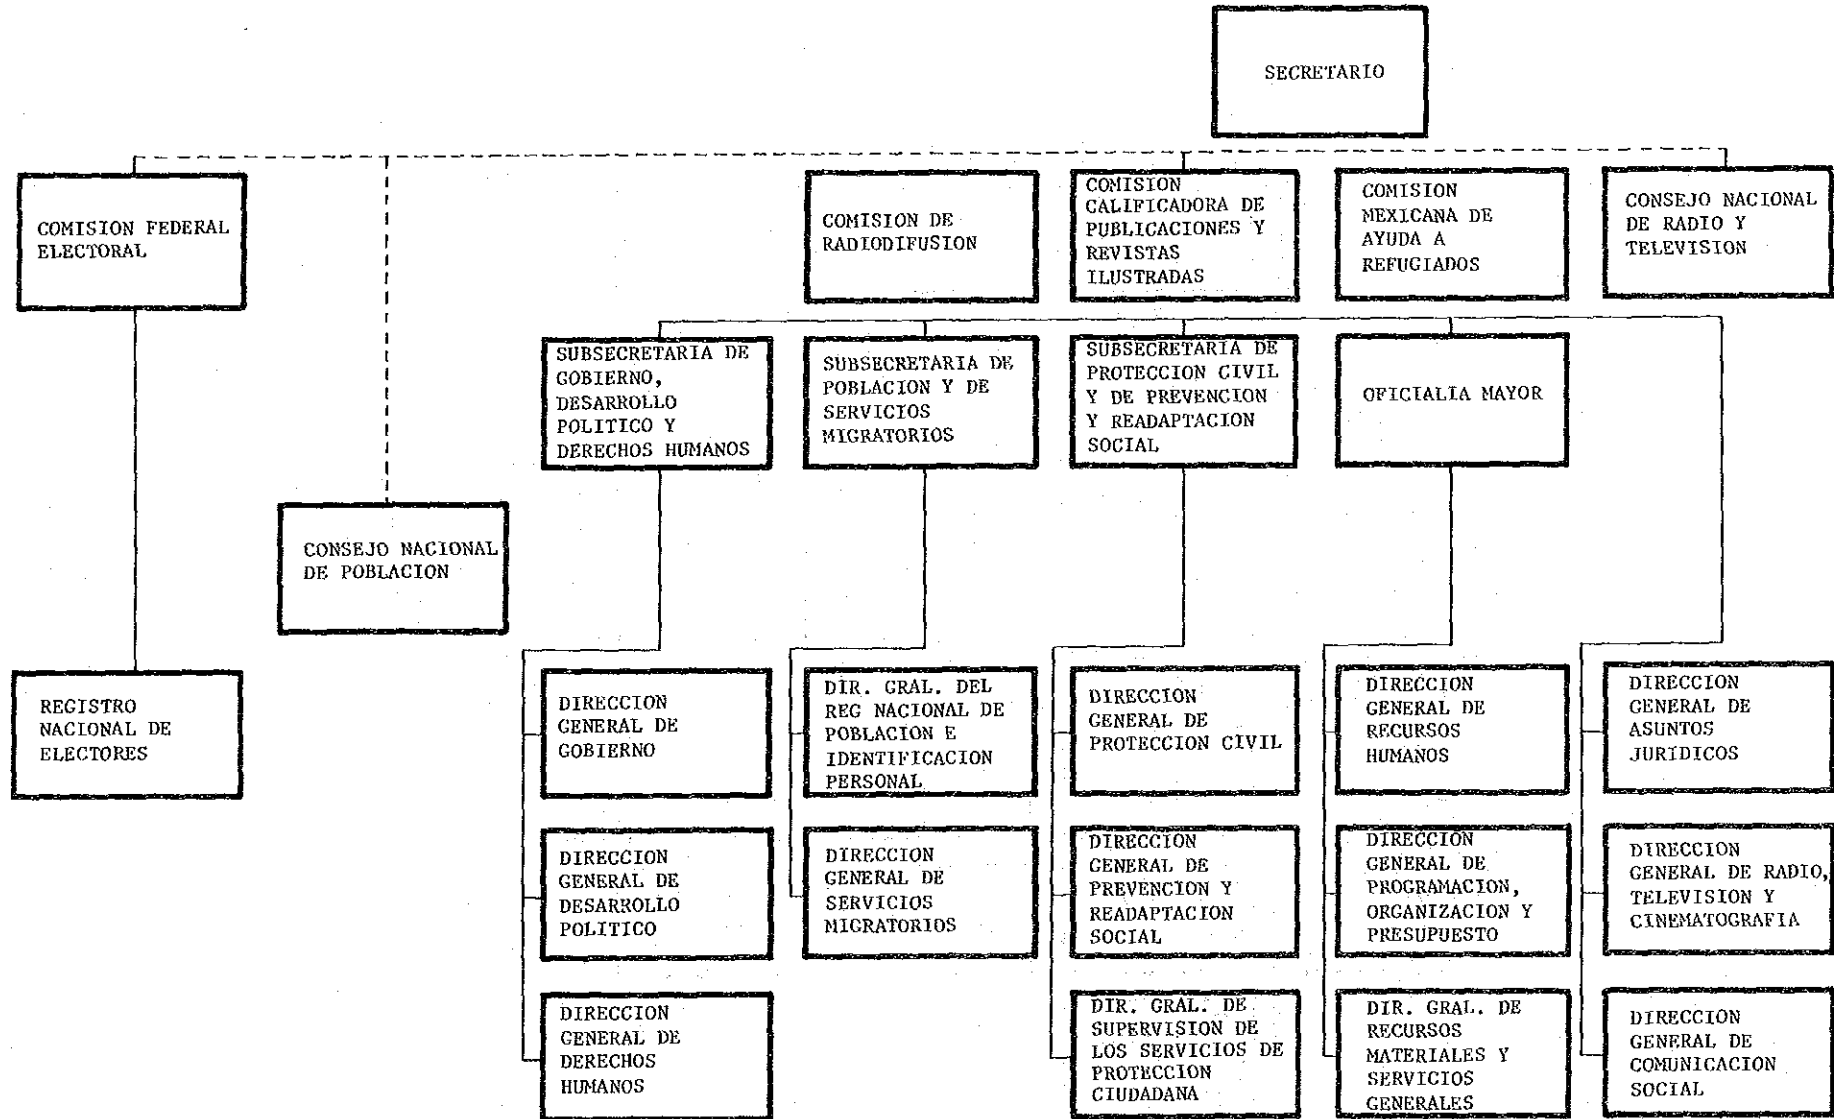 SECRETARIO
COMISION FEDERAL
ELECTORAL
COMISION DE
RADIODIFUSION
COMISION
CALIFICADORA DE
PUBLICACIONES Y
REVISTAS
ILUSTRADAS
COMISION
MEXICANA DE
AYUDA A
REFUGIADOS
CONSEJO NACIONAL
DE RADIO Y
TELEVISION
SUBSECRETARIA DE
GOBIERNO,
DESARROLLO
POLITICO Y
DERECHOS HUMANOS
SUBSECRETARIA DE
POBLACION Y DE
SERVICIOS
MIGRATORIOS
SUBSECRETARIA DE
PROTECCION CIVIL
Y DE PREVENCION
Y READAPTACION
SOCIAL
OFICIALIA MAYOR
CONSEJO NACIONAL
DE POBLACION
REGISTRO
NACIONAL DE
ELECTORES
DIRECCION
GENERAL DE
GOBIERNO
DIR. GRAL. DEL
REG NACIONAL DE
POBLACION E
IDENTIFICACION
PERSONAL
DIRECCION
GENERAL DE
PROTECCION CIVIL
DIRECCION
GENERAL DE
RECURSOS
HUMANOS
DIRECCION
GENERAL DE
ASUNTOS
JURIDICOS
DIRECCION
GENERAL DE
DESARROLLO
POLITICO
DIRECCION
GENERAL DE
SERVICIOS
MIGRATORIOS
DIRECCION
GENERAL DE
PREVENCION Y
READAPTACION
SOCIAL
DIRECCION
GENERAL DE
PROGRAMACION,
ORGANIZACION Y
PRESUPUESTO
DIRECCION
GENERAL DE RADIO,
TELEVISION Y
CINEMATOGRAFIA
DIRECCION
GENERAL DE
DERECHOS
HUMANOS
DIR. GRAL. DE
SUPERVISION DE
LOS SERVICIOS DE
PROTECCION
CIUDADANA
DIR. GRAL. DE
RECURSOS
MATERIALES Y
SERVICIOS
GENERALES
DIRECCION
GENERAL DE
COMUNICACION
SOCIAL